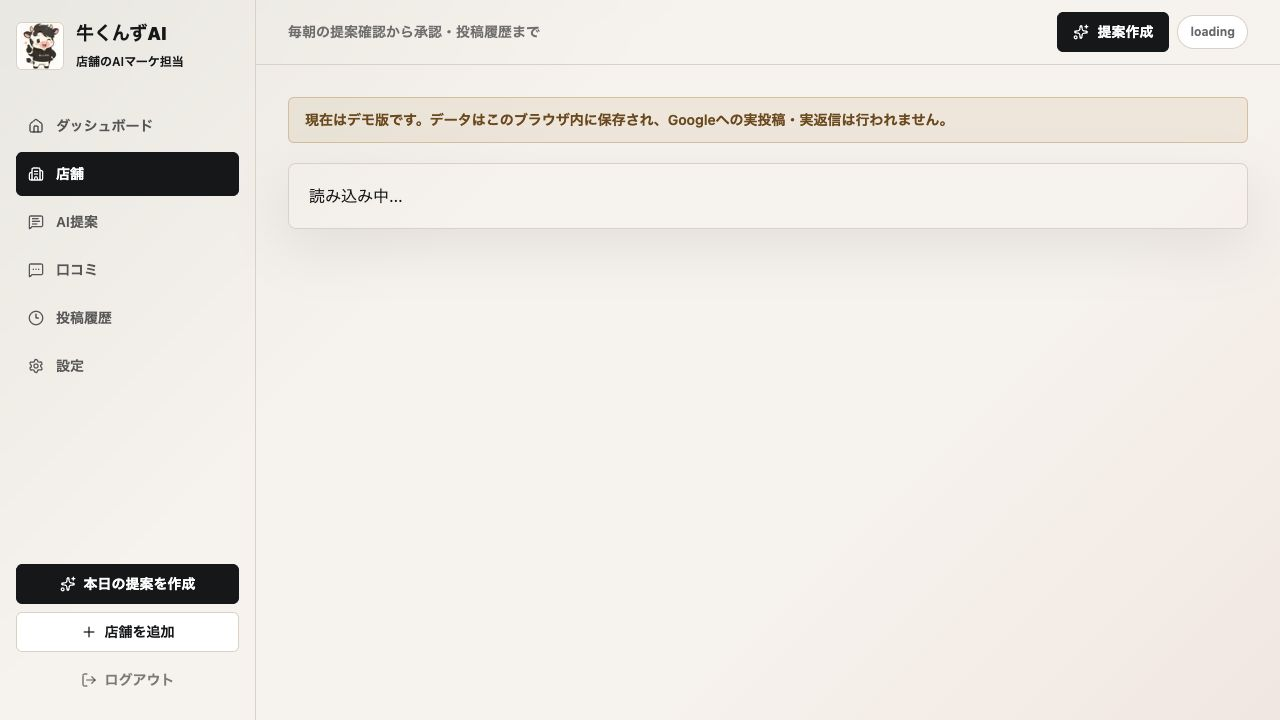 牛くんずAI
店舗のAIマーケ担当
ダッシュボード
店舗
AI提案
口コミ
投稿履歴
設定
本日の提案を作成
店舗を追加
ログアウト
毎朝の提案確認から承認・投稿履歴まで
提案作成
loading
現在はデモ版です。データはこのブラウザ内に保存され、Googleへの実投稿・実返信は行われません。
読み込み中...